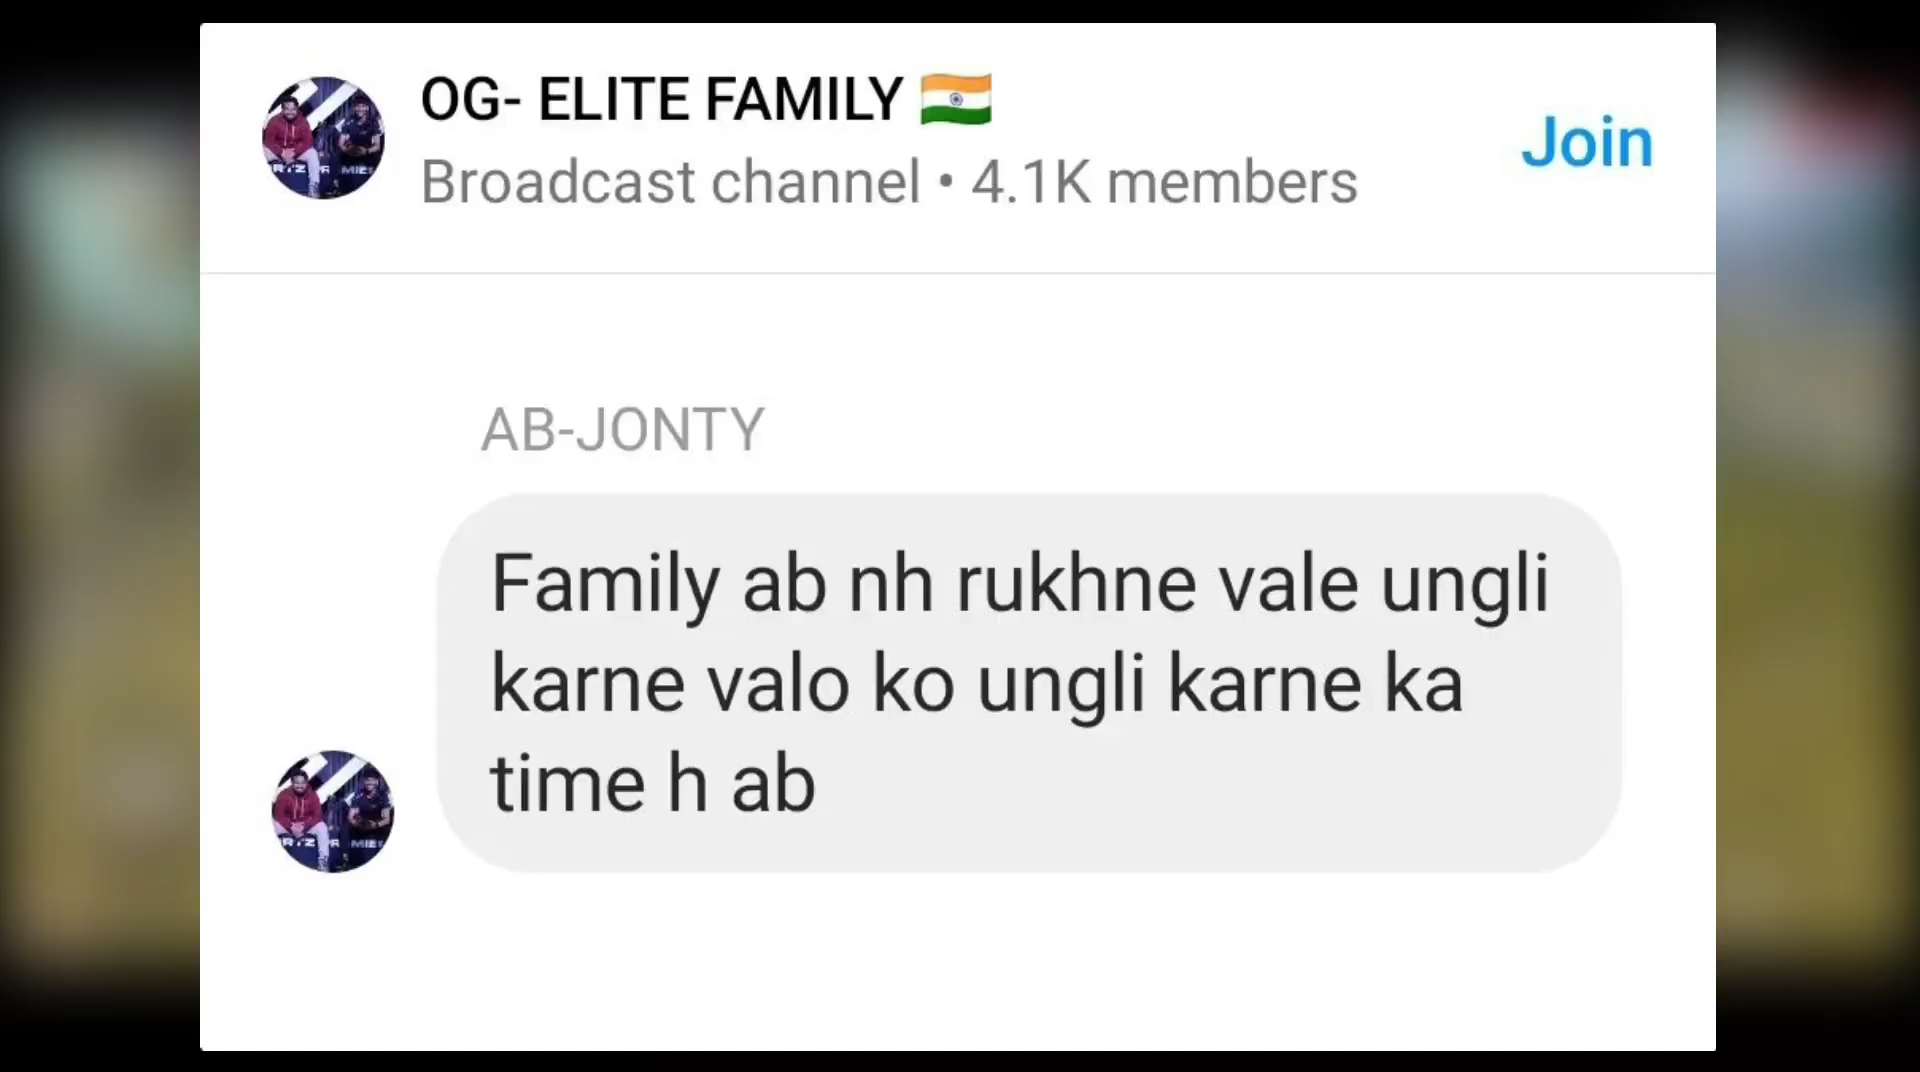 OG- ELITE FAMILY 🇮🇳
Broadcast channel • 4.1K members
Join
AB-JONTY
Family ab nh rukhne vale ungli
karne valo ko ungli karne ka
time h ab